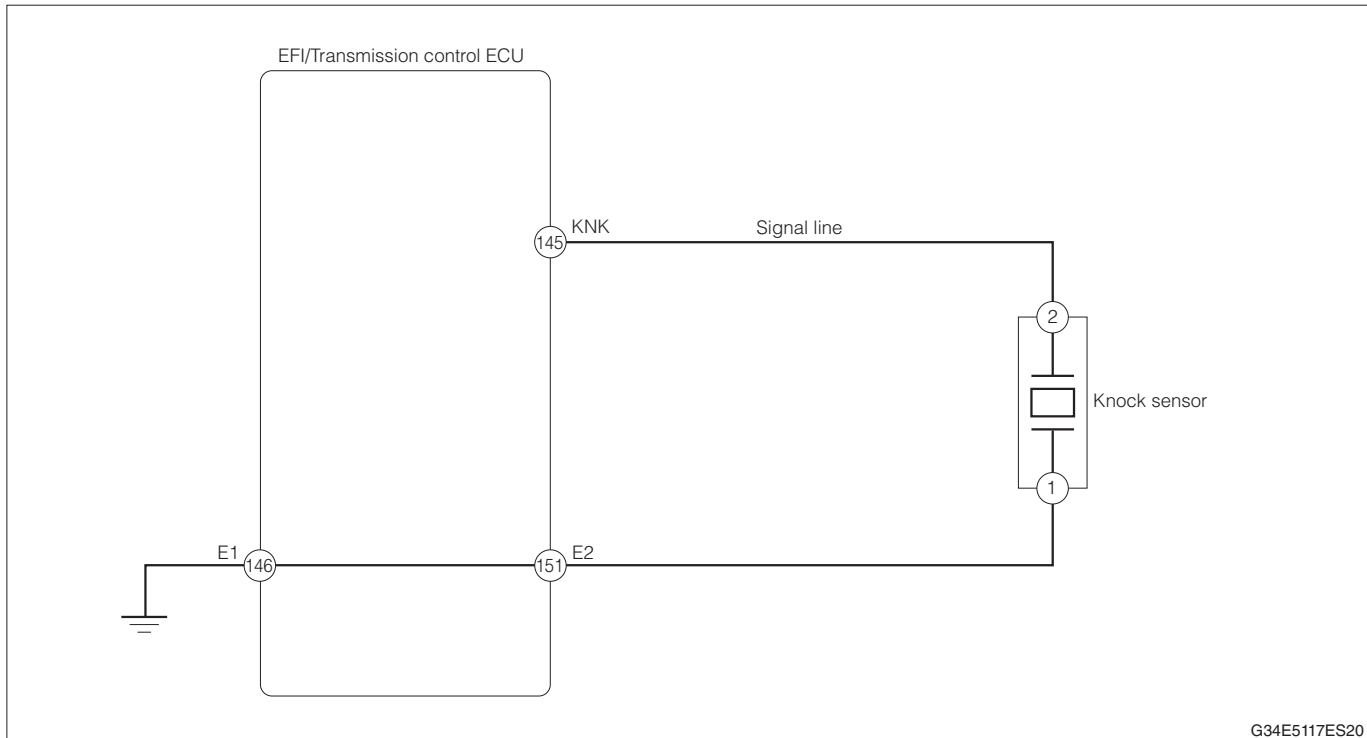 EFI/Transmission control ECU
145
KNK
Signal line
2
Knock sensor
1
E1
146
151
E2
G34E5117ES20